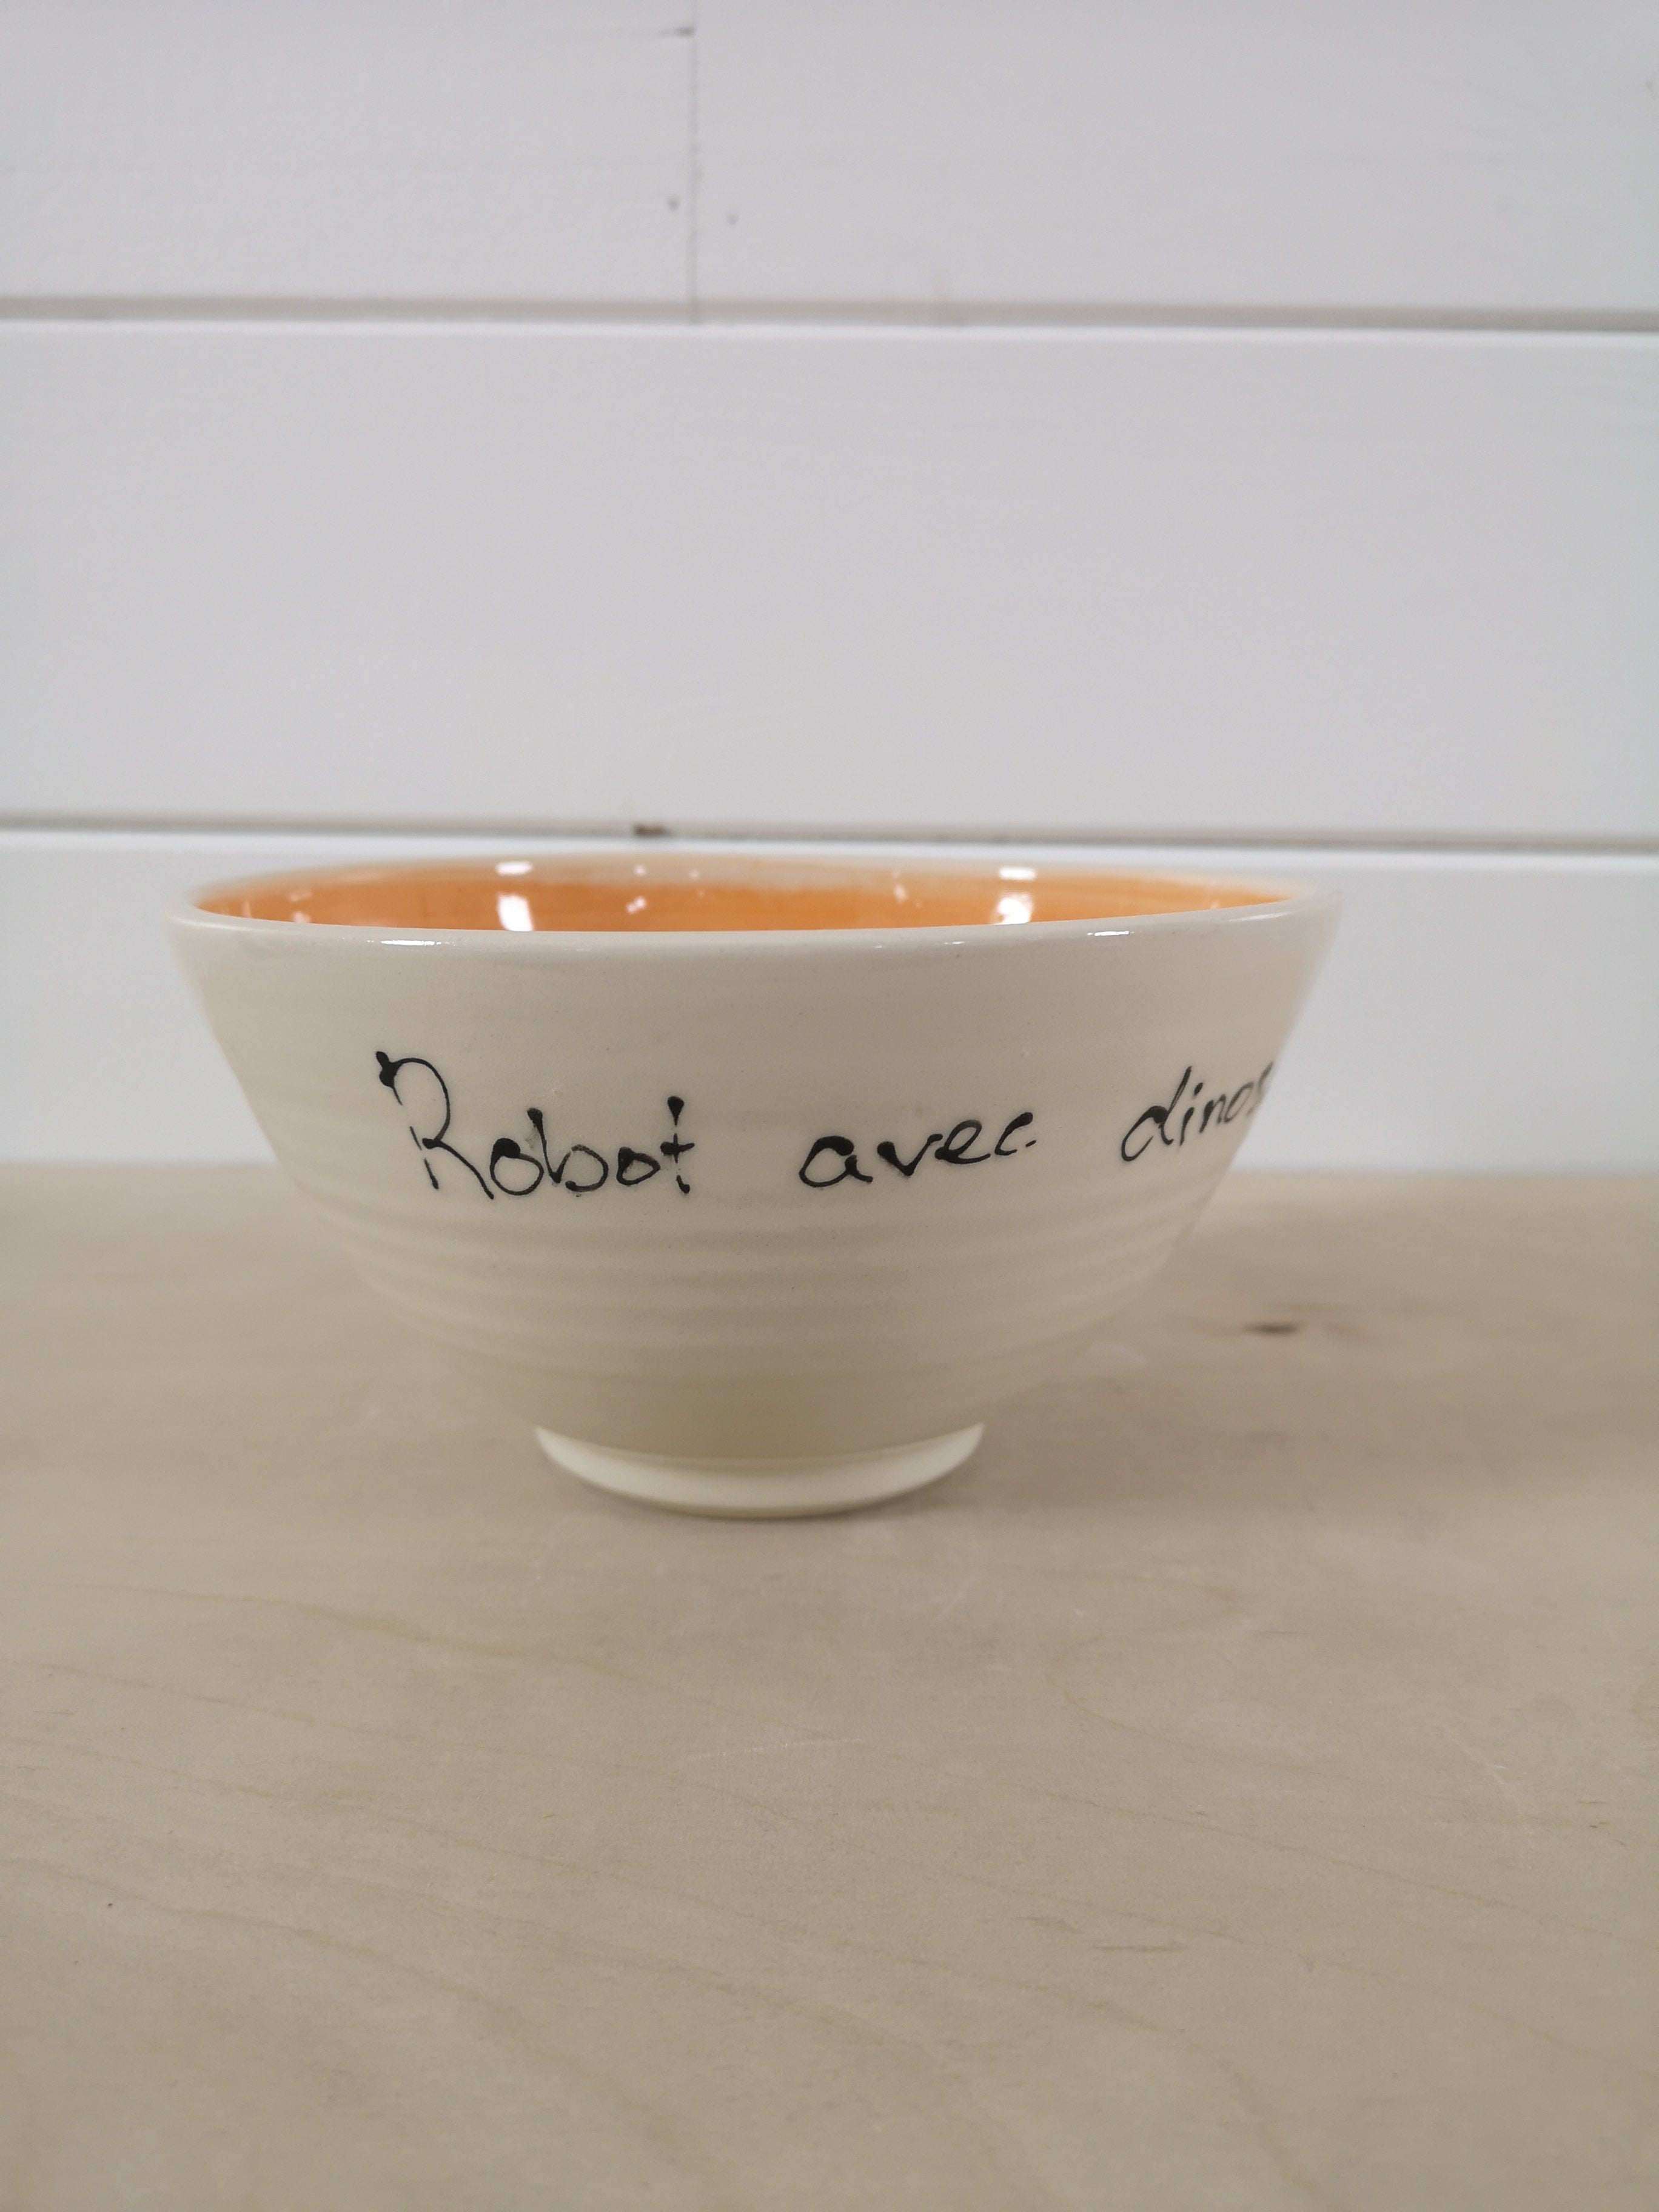 Robot avec dinos